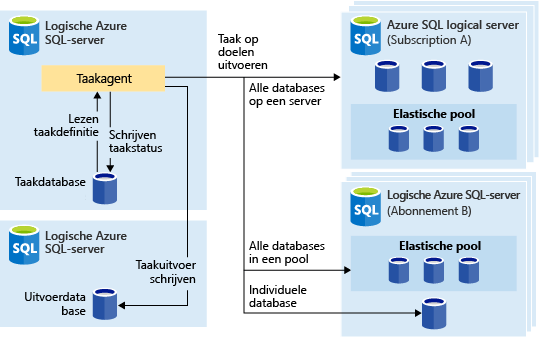 Logische Azure
SQL-server
SQL
Taakagent
Lezen
taakdefinitie
Schrijven
taakstatus
Taakdatabase
Logische Azure
SQL-server
SQL
Taakuitvoer
schrijven
Uitvoerdata
base
Taak op
doelen
uitvoeren
Alle databases
op een server
Alle databases
in een pool
Individuele
database
Azure SQL logical server
(Subscription A)
SQL
Elastische pool
Logische Azure SQL-server
(Abonnement B)
SQL
Elastische pool